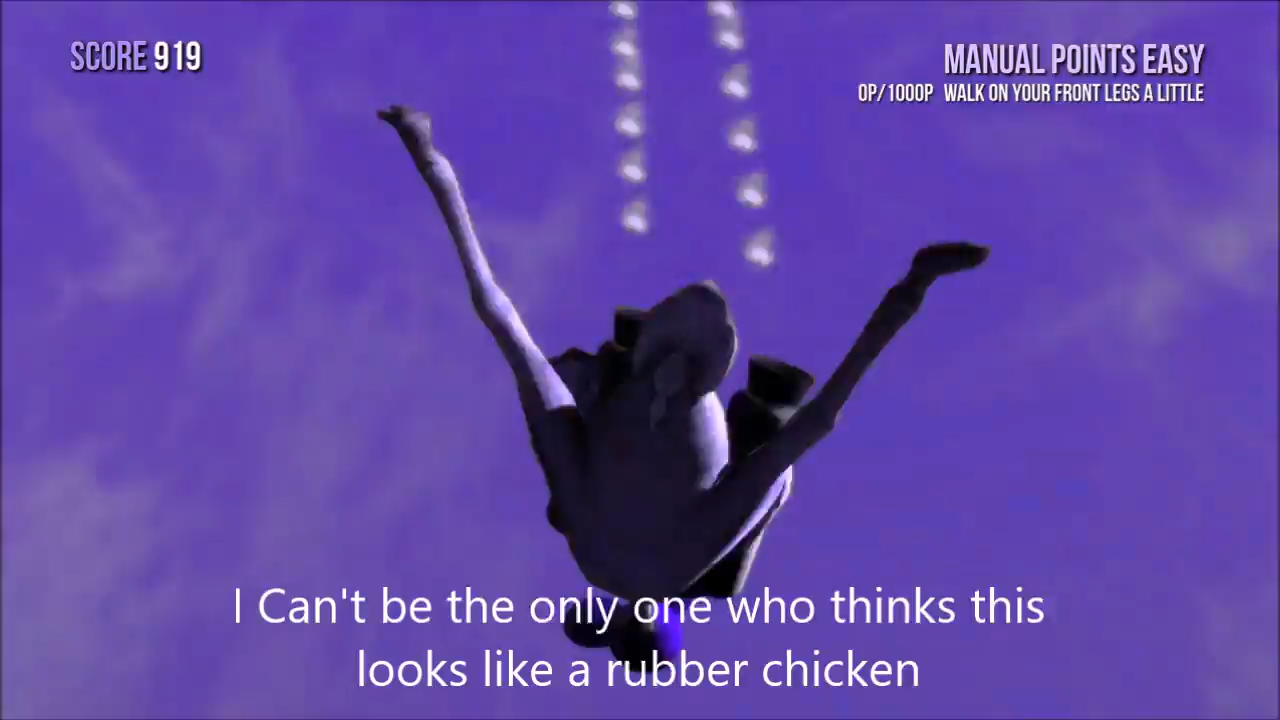 SCORE 919
MANUAL POINTS EASY
0P/1000P WALK ON YOUR FRONT LEGS A LITTLE
I Can't be the only one who thinks this
looks like a rubber chicken